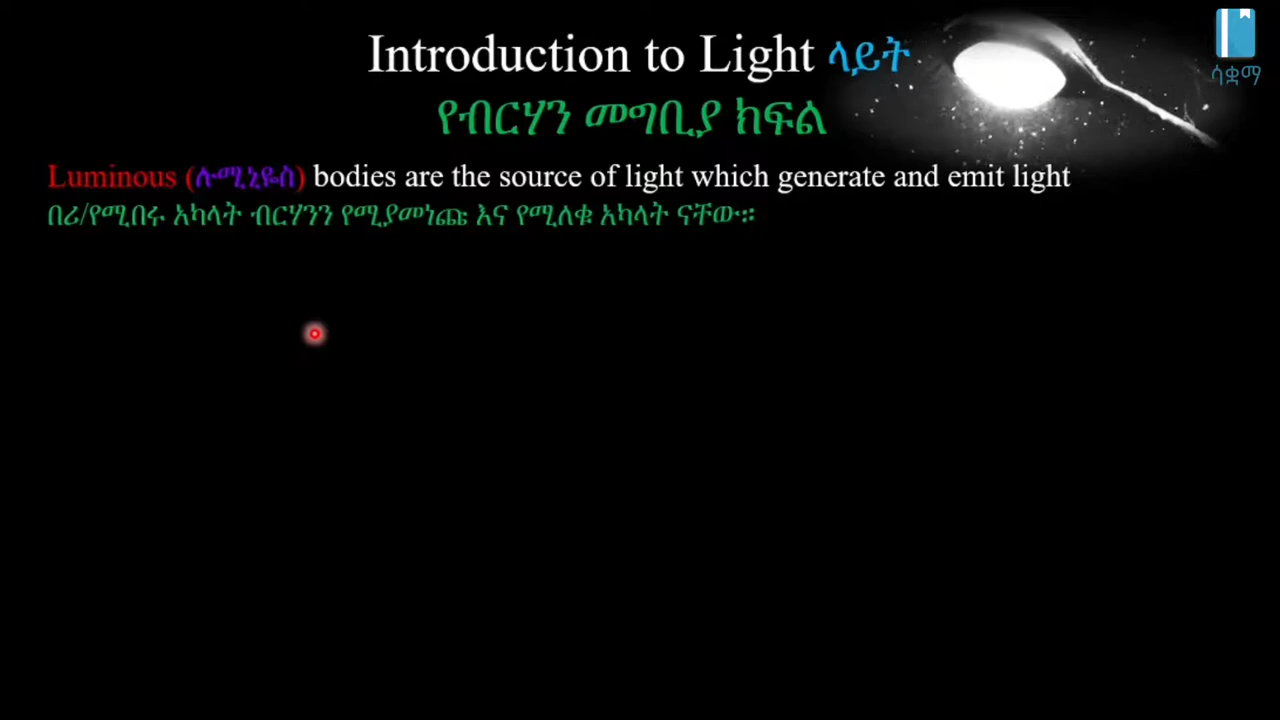 Introduction to Light ላይት
ሳቋማ
የብርሃን መግቢያ ክፍል
Luminous (ሉሚኒዬስ) bodies are the source of light which generate and emit light
በሪ/የሚበሩ አካላት ብርሃንን የሚያመነጩ እና የሚለቁ አካላት ናቸው።